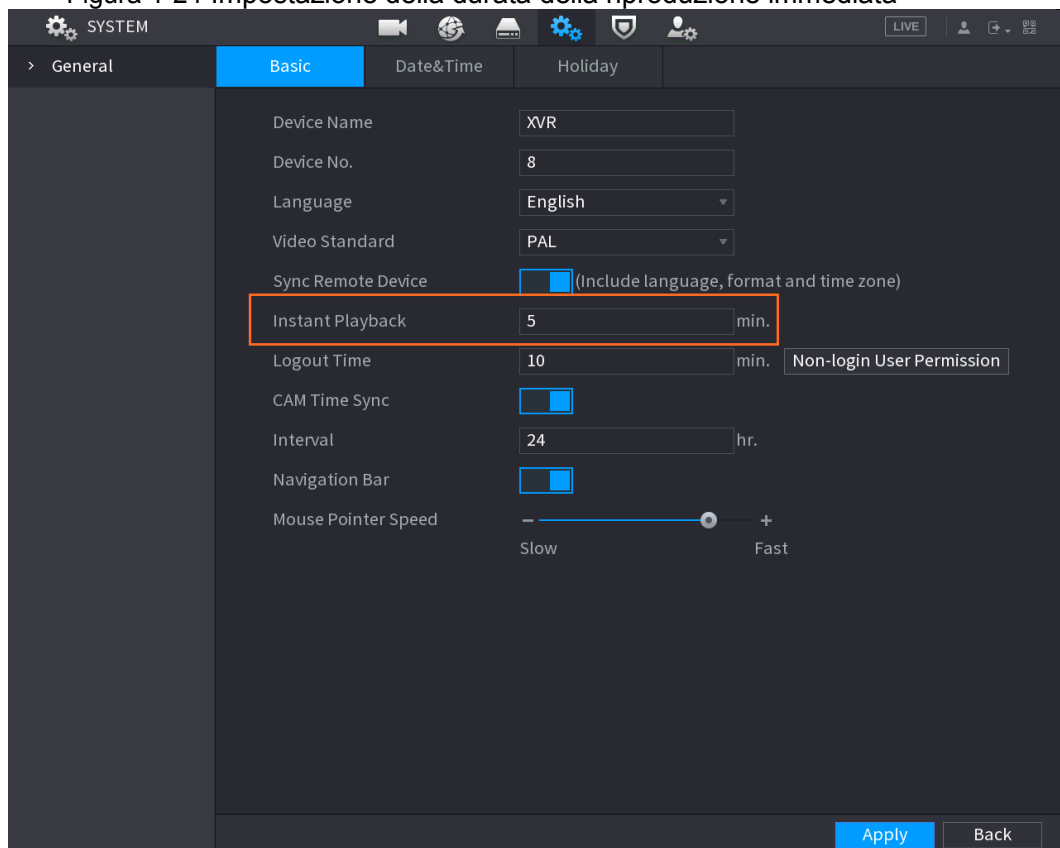 Figura 4-24 Impostazione della durata della riproduzione immediata
SYSTEM
LIVE
> General
Basic
Date&Time
Holiday
Device Name
XVR
Device No.
8
Language
English
Video Standard
PAL
Sync Remote Device
(Include language, format and time zone)
Instant Playback
5
min.
Logout Time
10
min.
Non-login User Permission
CAM Time Sync
Interval
24
hr.
Navigation Bar
Mouse Pointer Speed
- +
Slow
Fast
Apply
Back